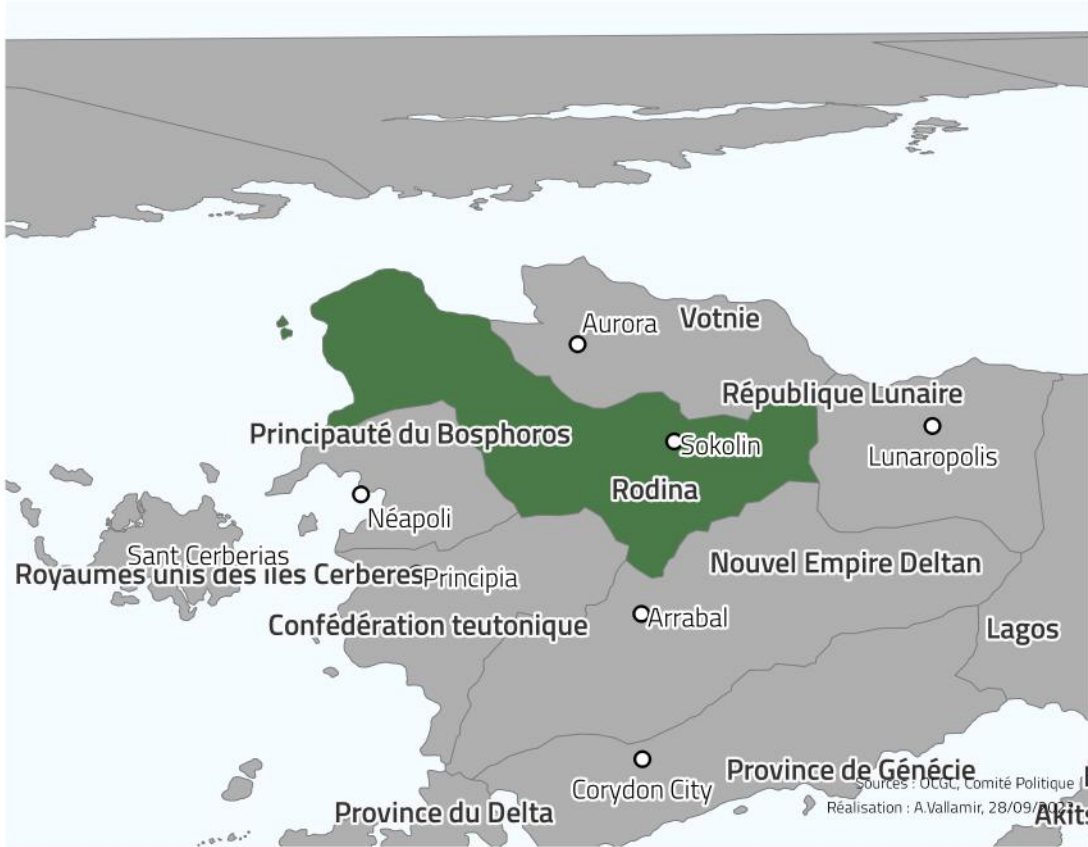 Aurora
Votnie
République Lunaire
Principauté du Bosphoros
Sokolin
Lunaropolis
Rodina
Néapoli
Sant Cerberias
Royaumes unis des îles Cerberes
Principia
Nouvel Empire Deltan
Confédération teutonique
Arrabal
Lagos
Province de Génécie
Corydon City
Sources : OCGC, Comité Politique
Province du Delta
Réalisation : A.Vallamir, 28/09/